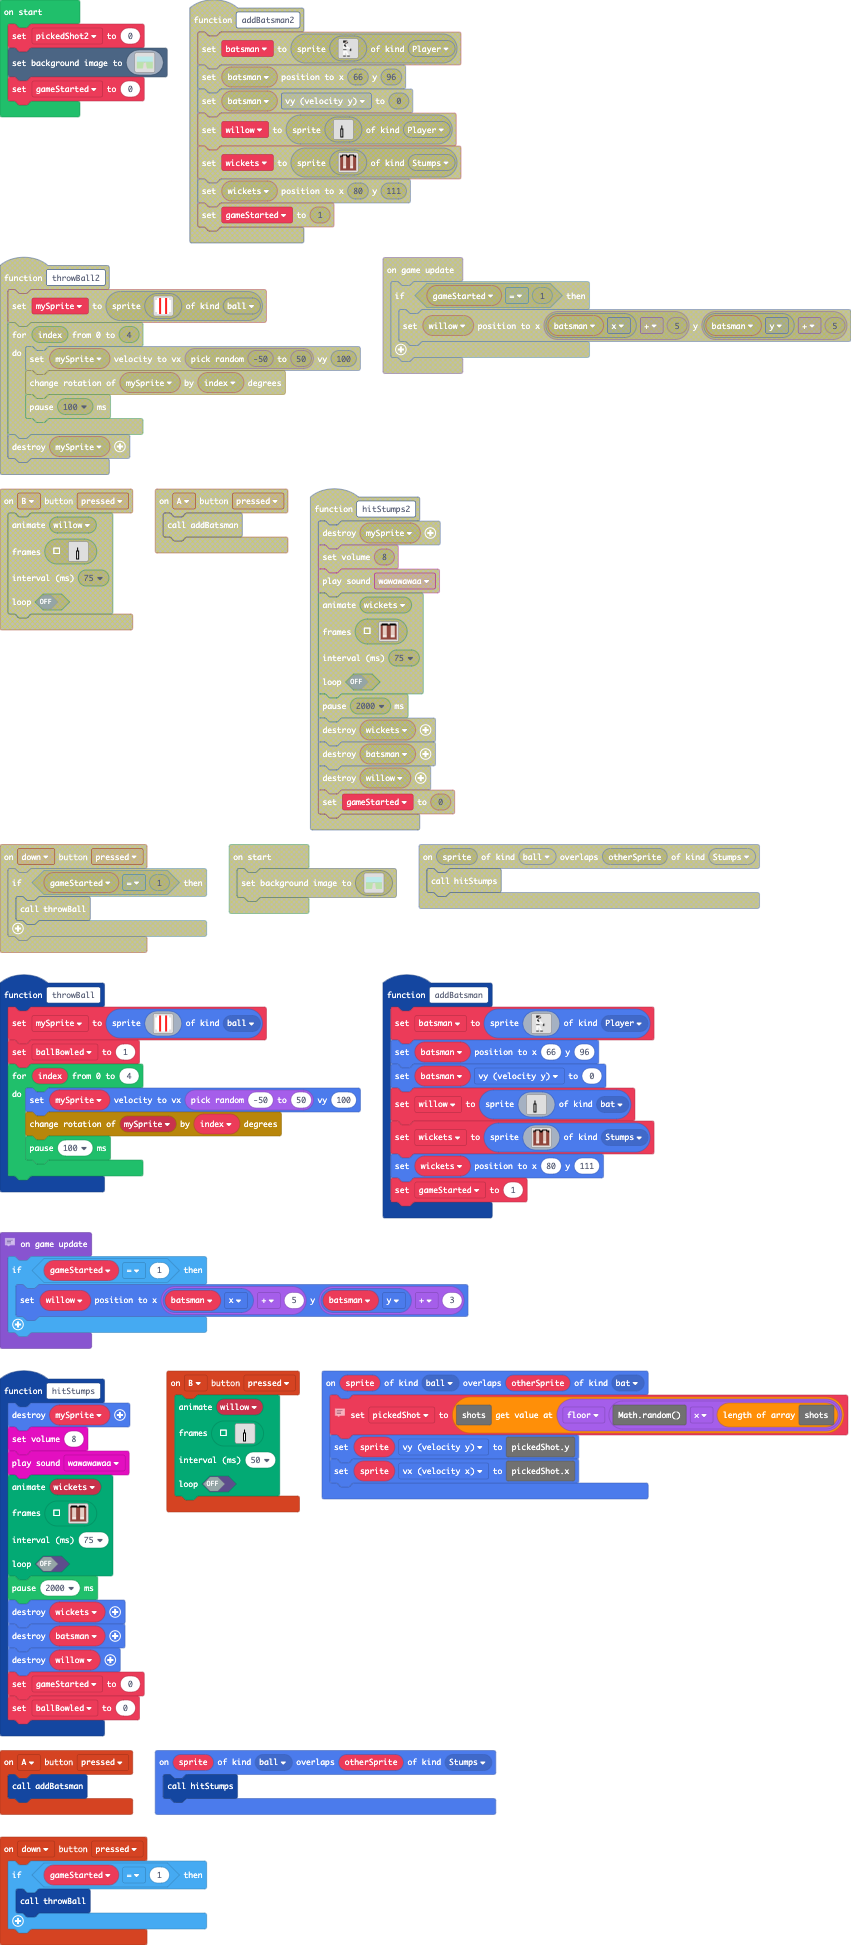 on start
set pickedShot2 to 0
set background image to
set gameStarted to 0
function addBatsman2
set batsman to sprite of kind Player
set batsman position to x 66 y 96
set batsman vy (velocity y) to 0
set willow to sprite of kind Player
set wickets to sprite of kind Stumps
set wickets position to x 80 y 111
set gameStarted to 1
function throwBall2
set mySprite to sprite of kind ball
for index from 0 to 4
do
set mySprite velocity to vx pick random -50 to 50 vy 100
change rotation of mySprite by index degrees
pause 100 ms
destroy mySprite
on game update
if gameStarted = 1 then
set willow position to x batsman x + 5 y batsman y + 5
on B button pressed
animate willow
frames
interval (ms) 75
loop OFF
on A button pressed
call addBatsman
function hitStumps2
destroy mySprite
set volume 8
play sound wawawawaa
animate wickets
frames
interval (ms) 75
loop OFF
pause 2000 ms
destroy wickets
destroy batsman
destroy willow
set gameStarted to 0
on down button pressed
if gameStarted = 1 then
call throwBall
on start
set background image to
on sprite of kind ball overlaps otherSprite of kind Stumps
call hitStumps
function throwBall
set mySprite to sprite of kind ball
set ballBowled to 1
for index from 0 to 4
do
set mySprite velocity to vx pick random -50 to 50 vy 100
change rotation of mySprite by index degrees
pause 100 ms
function addBatsman
set batsman to sprite of kind Player
set batsman position to x 66 y 96
set batsman vy (velocity y) to 0
set willow to sprite of kind bat
set wickets to sprite of kind Stumps
set wickets position to x 80 y 111
set gameStarted to 1
on game update
if gameStarted = 1 then
set willow position to x batsman x + 5 y batsman y + 3
function hitStumps
destroy mySprite
set volume 8
play sound wawawawaa
animate wickets
frames
interval (ms) 75
loop OFF
pause 2000 ms
destroy wickets
destroy batsman
destroy willow
set gameStarted to 0
set ballBowled to 0
on B button pressed
animate willow
frames
interval (ms) 50
loop OFF
on sprite of kind ball overlaps otherSprite of kind bat
set pickedShot to shots get value at floor Math.random() x length of array shots
set sprite vy (velocity y) to pickedShot.y
set sprite vx (velocity x) to pickedShot.x
on A button pressed
call addBatsman
on sprite of kind ball overlaps otherSprite of kind Stumps
call hitStumps
on down button pressed
if gameStarted = 1 then
call throwBall